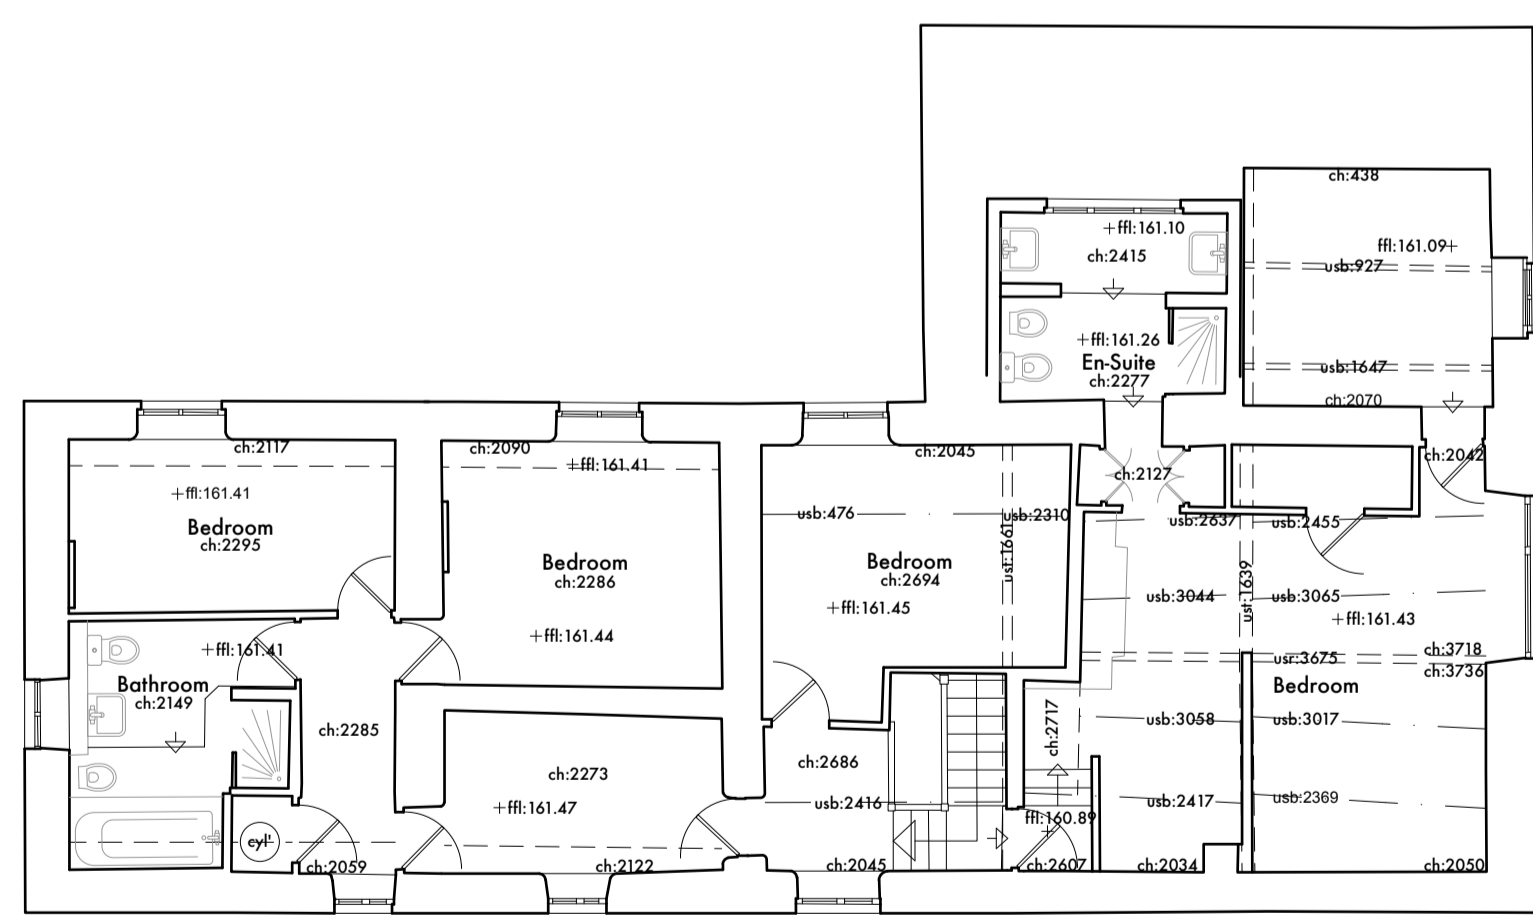 ch:438
+ffl:161.10
ffl:161.09+
ch:2415
usb:927
+ffl:161.26
En-Suite
ch:2277
usb:1647
ch:2070
ch:2117
ch:2090
ch:2045
ch:2042
+ffl:161.41
+ffl:161.41
ch:2127
usb:476
usb:2310
usb:2637
usb:2455
Bedroom
ch:2295
Bedroom
ch:2286
Bedroom
ch:2694
ust:1661
ust:1639
usb:3044
usb:3065
+ffl:161.45
+ffl:161.43
+ffl:161.44
+ffl:161.41
ch:3718
usr:3675
ch:3736
Bathroom
ch:2149
Bedroom
ch:2717
usb:3058
usb:3017
ch:2285
ch:2686
ch:2273
+ffl:161.47
usb:2416
usb:2417
usb:2369
ffl:160.89
+
cyl'
ch:2059
ch:2122
ch:2045
ch:2607
ch:2034
ch:2050